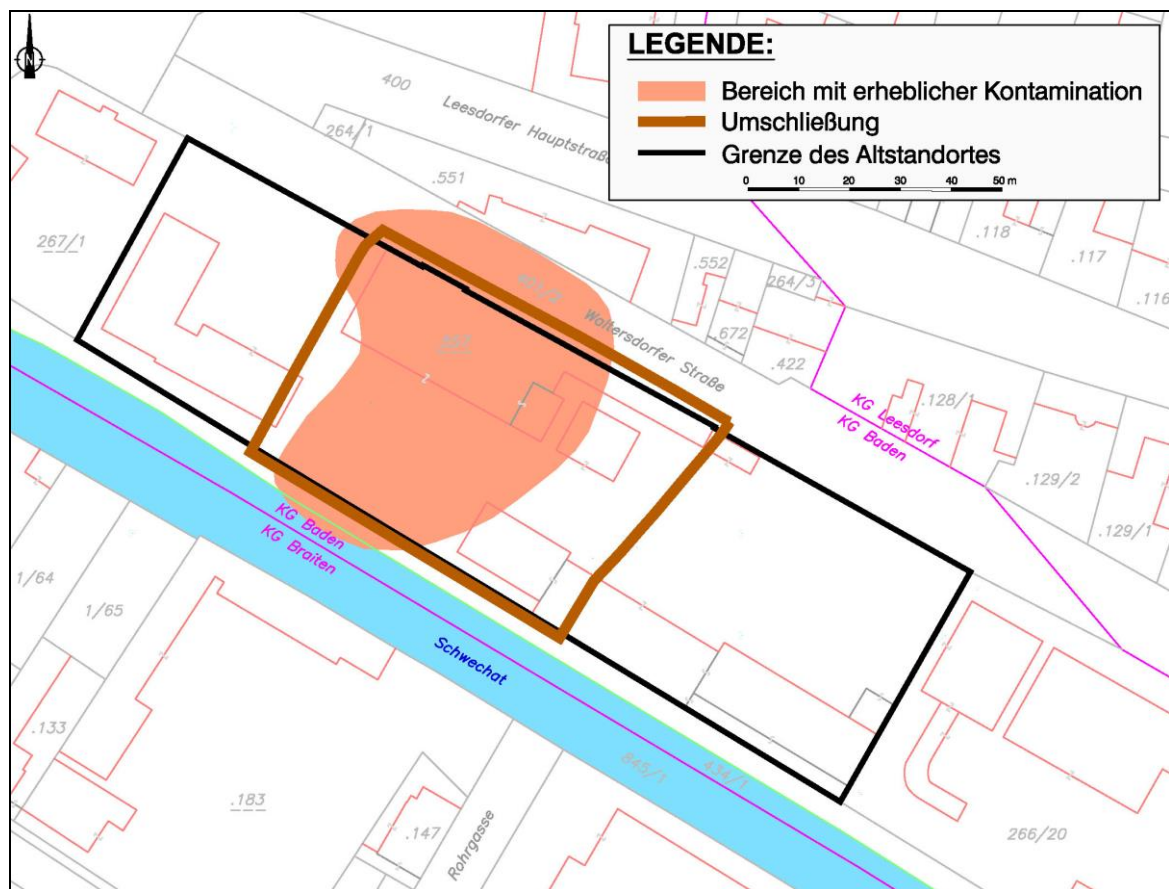 N
LEGENDE:
Bereich mit erheblicher Kontamination
Umschließung
Grenze des Altstandortes
0 10 20 30 40 50 m
400
Leesdorfer Hauptstraße
264/1
.551
267/1
.118
.117
.116
.552
264/3
.672
.422
Woltersdorfer Straße
KG Leesdorf
KG Baden
.128/1
.129/2
.129/1
KG Baden
KG Braiten
1/64
1/65
Schwechat
.133
.183
.147
Rohrgasse
845/1
434/1
266/20